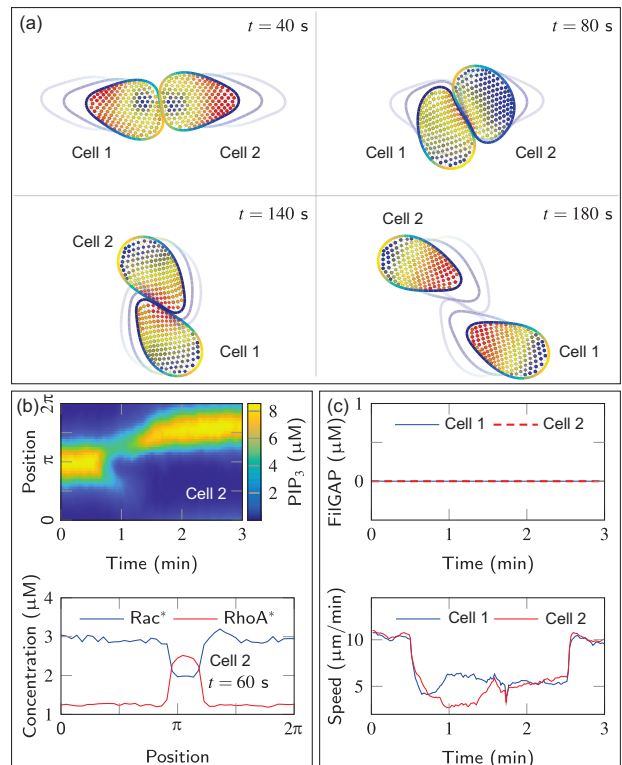 (a)
t = 40 s
t = 80 s
Cell 1
Cell 2
Cell 1
Cell 2
t = 140 s
t = 180 s
Cell 2
Cell 1
Cell 2
Cell 1
(b)
2π
π
0
Position
Cell 2
0 1 2 3
Time (min)
8
6
4
2
PIP3 (μM)
4
3
2
1
Concentration (μM)
Rac* RhoA*
Cell 2
t = 60 s
0 π 2π
Position
(c)
1
0
FilGAP (μM)
Cell 1 Cell 2
0 1 2 3
Time (min)
10
5
Speed (μm/min)
Cell 1 Cell 2
0 1 2 3
Time (min)